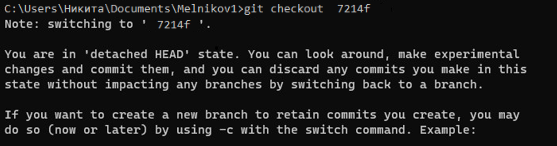 C:\Users\Никита\Documents\Melnikov1>git checkout 7214f
Note: switching to ' 7214f '.
You are in 'detached HEAD' state. You can look around, make experimental
changes and commit them, and you can discard any commits you make in this
state without impacting any branches by switching back to a branch.
If you want to create a new branch to retain commits you create, you may
do so (now or later) by using -c with the switch command. Example: